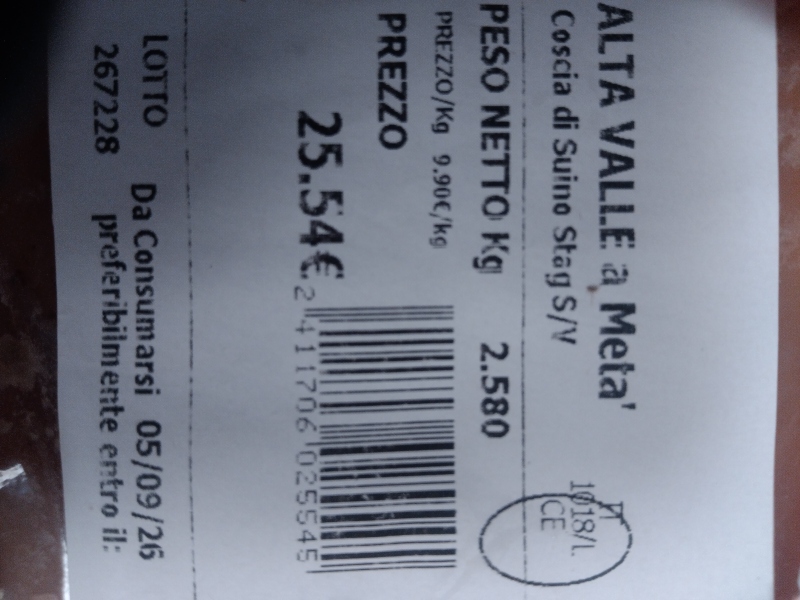 ALTA VALLE a Meta'
Coscia di Suino Stag S/V
IT
1018/L
CE
PESO NETTO Kg 2.580
PREZZO/Kg 9.90€/kg
PREZZO
25.54€
2 411706 025545
LOTTO
267228
Da Consumarsi 05/09/26
preferibilmente entro il: